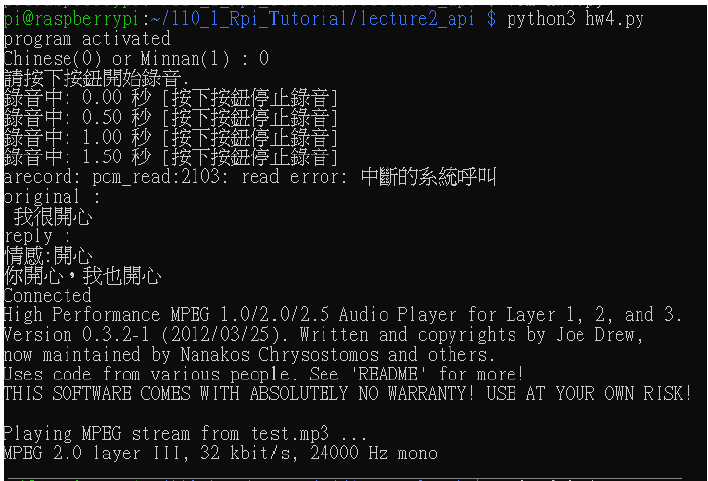 pi@raspberrypi:~/110_1_Rpi_Tutorial/lecture2_api $ python3 hw4.py
program activated
Chinese(0) or Minnan(1) : 0
請按下按鈕開始錄音.
錄音中: 0.00 秒 [按下按鈕停止錄音]
錄音中: 0.50 秒 [按下按鈕停止錄音]
錄音中: 1.00 秒 [按下按鈕停止錄音]
錄音中: 1.50 秒 [按下按鈕停止錄音]
arecord: pcm_read:2103: read error: 中斷的系統呼叫
original :
我很開心
reply :
情感:開心
你開心，我也開心
Connected
High Performance MPEG 1.0/2.0/2.5 Audio Player for Layer 1, 2, and 3.
Version 0.3.2-1 (2012/03/25). Written and copyrights by Joe Drew,
now maintained by Nanakos Chrysostomos and others.
Uses code from various people. See 'README' for more!
THIS SOFTWARE COMES WITH ABSOLUTELY NO WARRANTY! USE AT YOUR OWN RISK!
Playing MPEG stream from test.mp3 ...
MPEG 2.0 layer III, 32 kbit/s, 24000 Hz mono